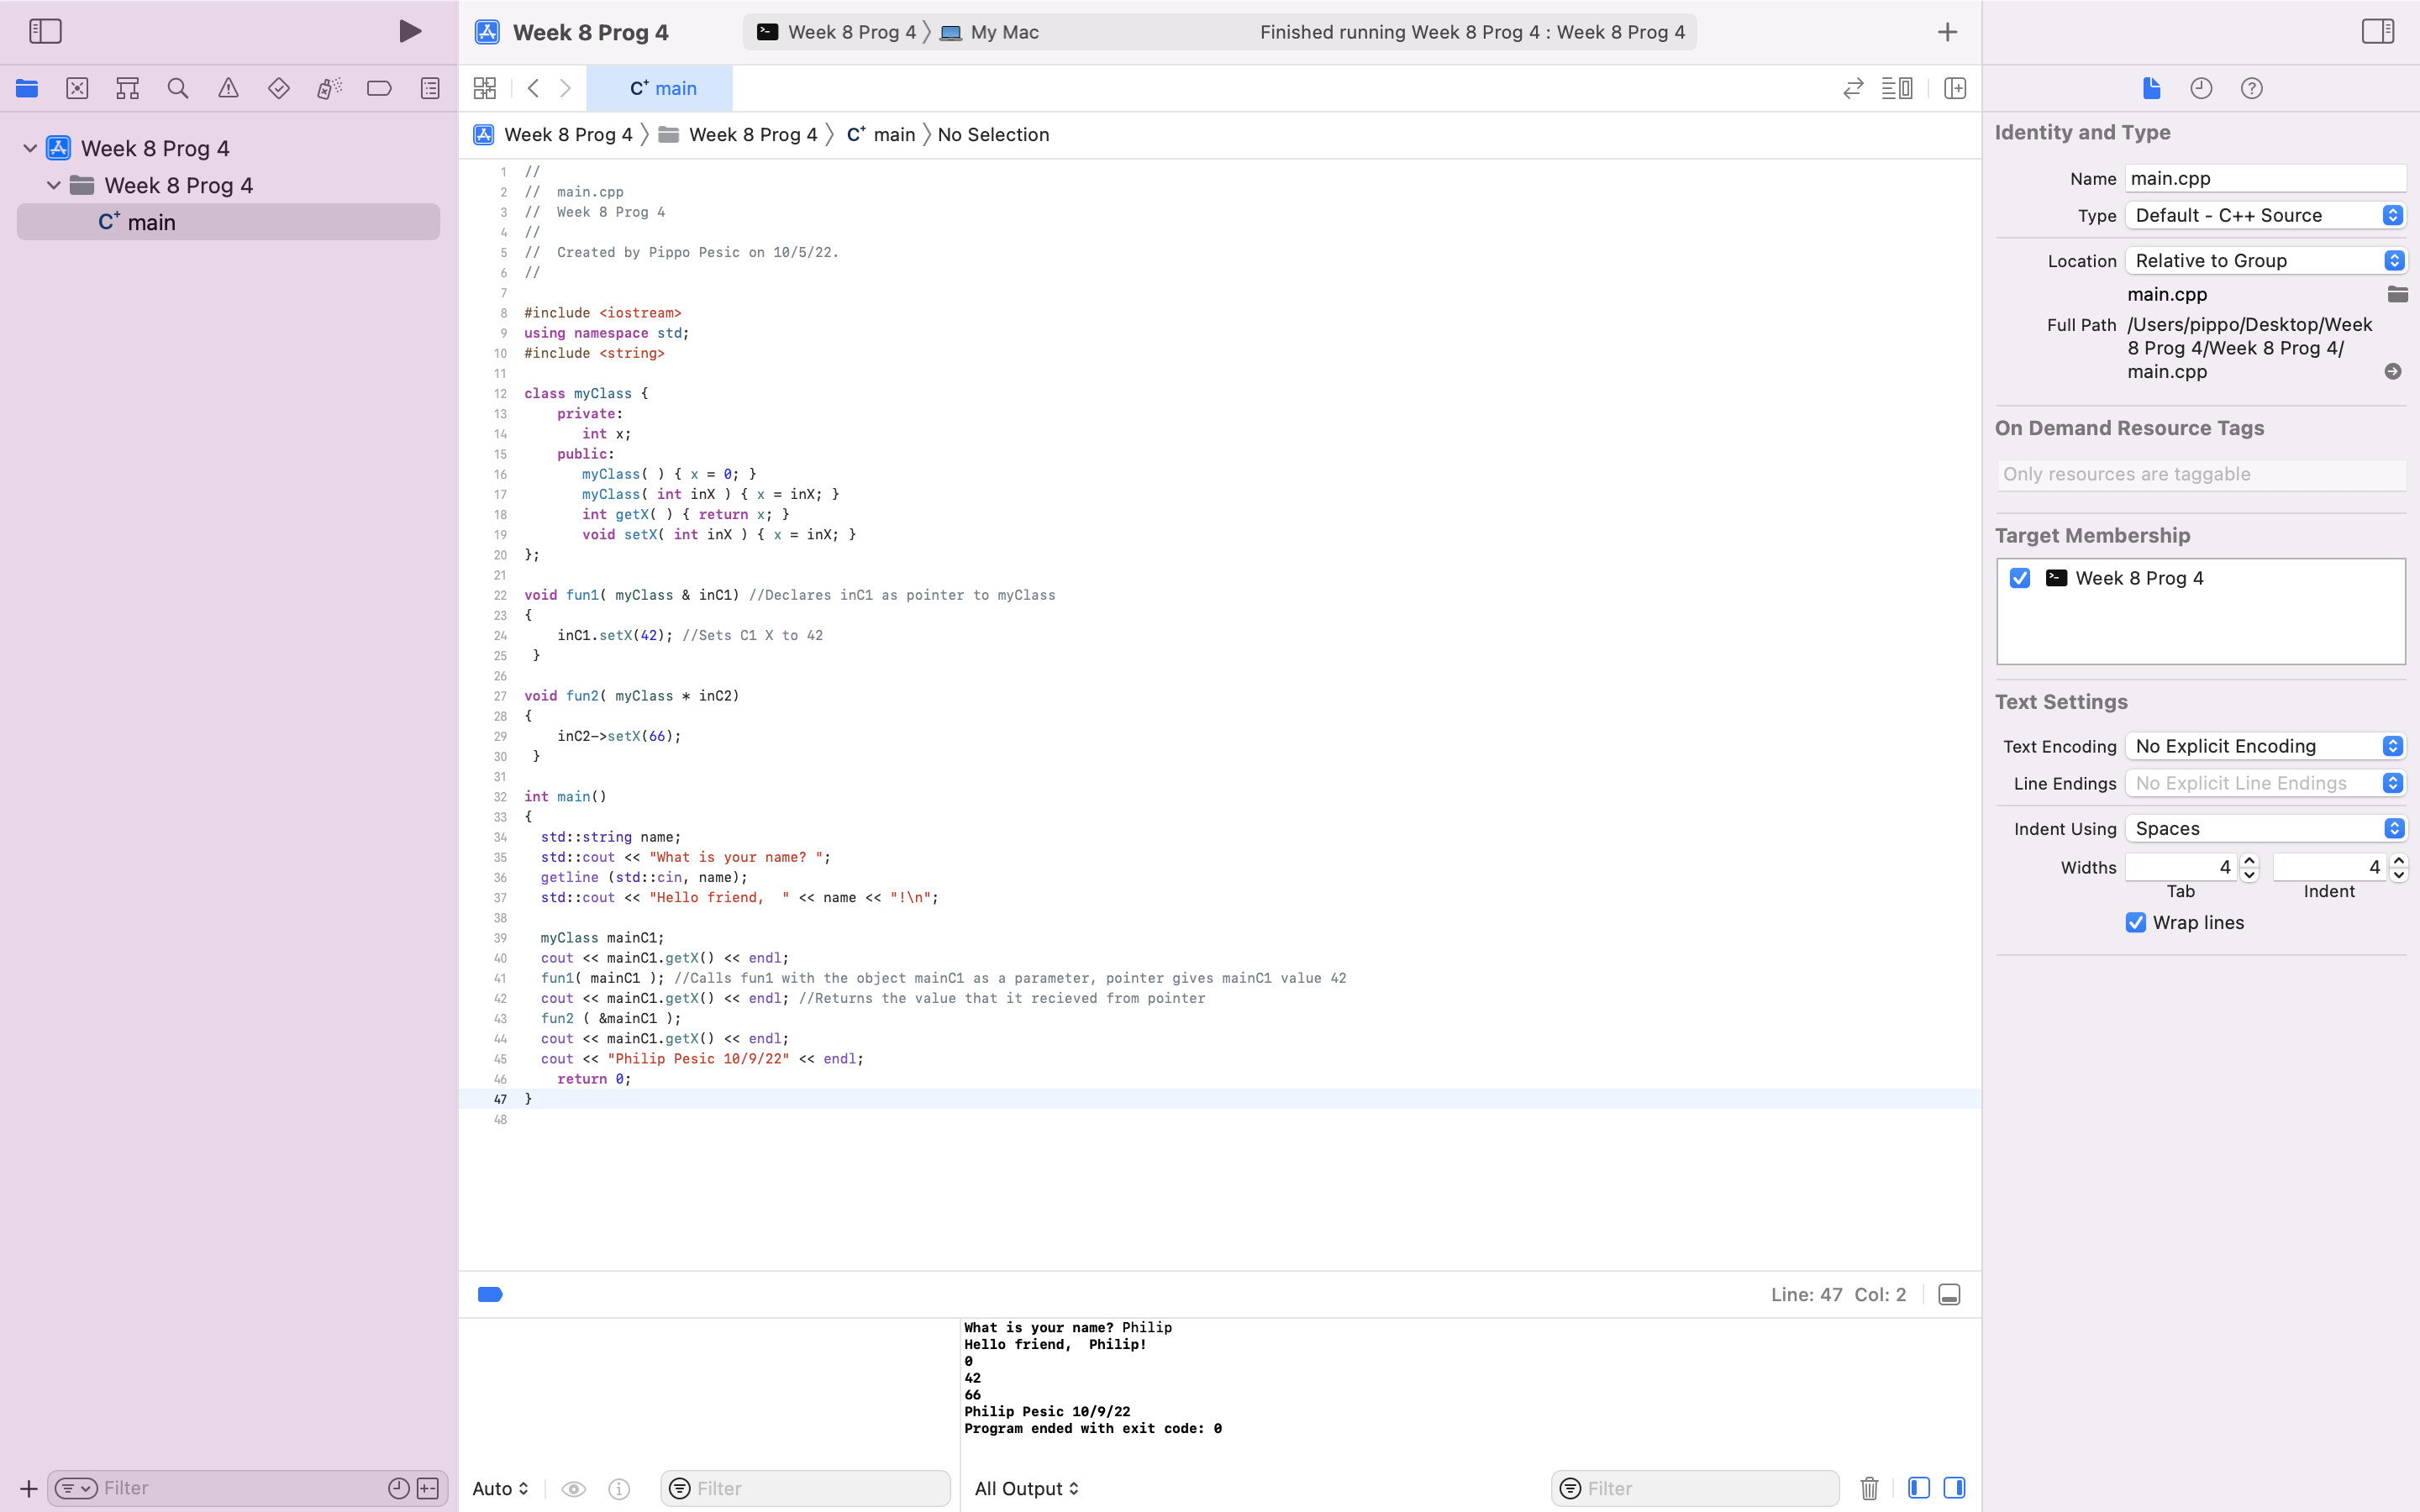 Week 8 Prog 4
Week 8 Prog 4 〉 My Mac
Finished running Week 8 Prog 4 : Week 8 Prog 4
Week 8 Prog 4
Week 8 Prog 4
C+ main
C+ main
Week 8 Prog 4 〉 Week 8 Prog 4 〉 C+ main 〉 No Selection
1 //
2 //  main.cpp
3 //  Week 8 Prog 4
4 //
5 //  Created by Pippo Pesic on 10/5/22.
6 //
7
8 #include <iostream>
9 using namespace std;
10 #include <string>
11
12 class myClass {
13     private:
14        int x;
15     public:
16        myClass( ) { x = 0; }
17        myClass( int inX ) { x = inX; }
18        int getX( ) { return x; }
19        void setX( int inX ) { x = inX; }
20 };
21
22 void fun1( myClass & inC1) //Declares inC1 as pointer to myClass
23 {
24     inC1.setX(42); //Sets C1 X to 42
25  }
26
27 void fun2( myClass * inC2)
28 {
29     inC2->setX(66);
30  }
31
32 int main()
33 {
34   std::string name;
35   std::cout << "What is your name? ";
36   getline (std::cin, name);
37   std::cout << "Hello friend,  " << name << "!\n";
38
39   myClass mainC1;
40   cout << mainC1.getX() << endl;
41   fun1( mainC1 ); //Calls fun1 with the object mainC1 as a parameter, pointer gives mainC1 value 42
42   cout << mainC1.getX() << endl; //Returns the value that it recieved from pointer
43   fun2 ( &mainC1 );
44   cout << mainC1.getX() << endl;
45   cout << "Philip Pesic 10/9/22" << endl;
46     return 0;
47 }
48
Line: 47 Col: 2
What is your name? Philip
Hello friend,  Philip!
0
42
66
Philip Pesic 10/9/22
Program ended with exit code: 0
Filter
Auto
Filter
All Output
Filter
Identity and Type
Name main.cpp
Type Default - C++ Source
Location Relative to Group
main.cpp
Full Path /Users/pippo/Desktop/Week
8 Prog 4/Week 8 Prog 4/
main.cpp
On Demand Resource Tags
Only resources are taggable
Target Membership
Week 8 Prog 4
Text Settings
Text Encoding No Explicit Encoding
Line Endings No Explicit Line Endings
Indent Using Spaces
Widths 4 4
Tab Indent
Wrap lines